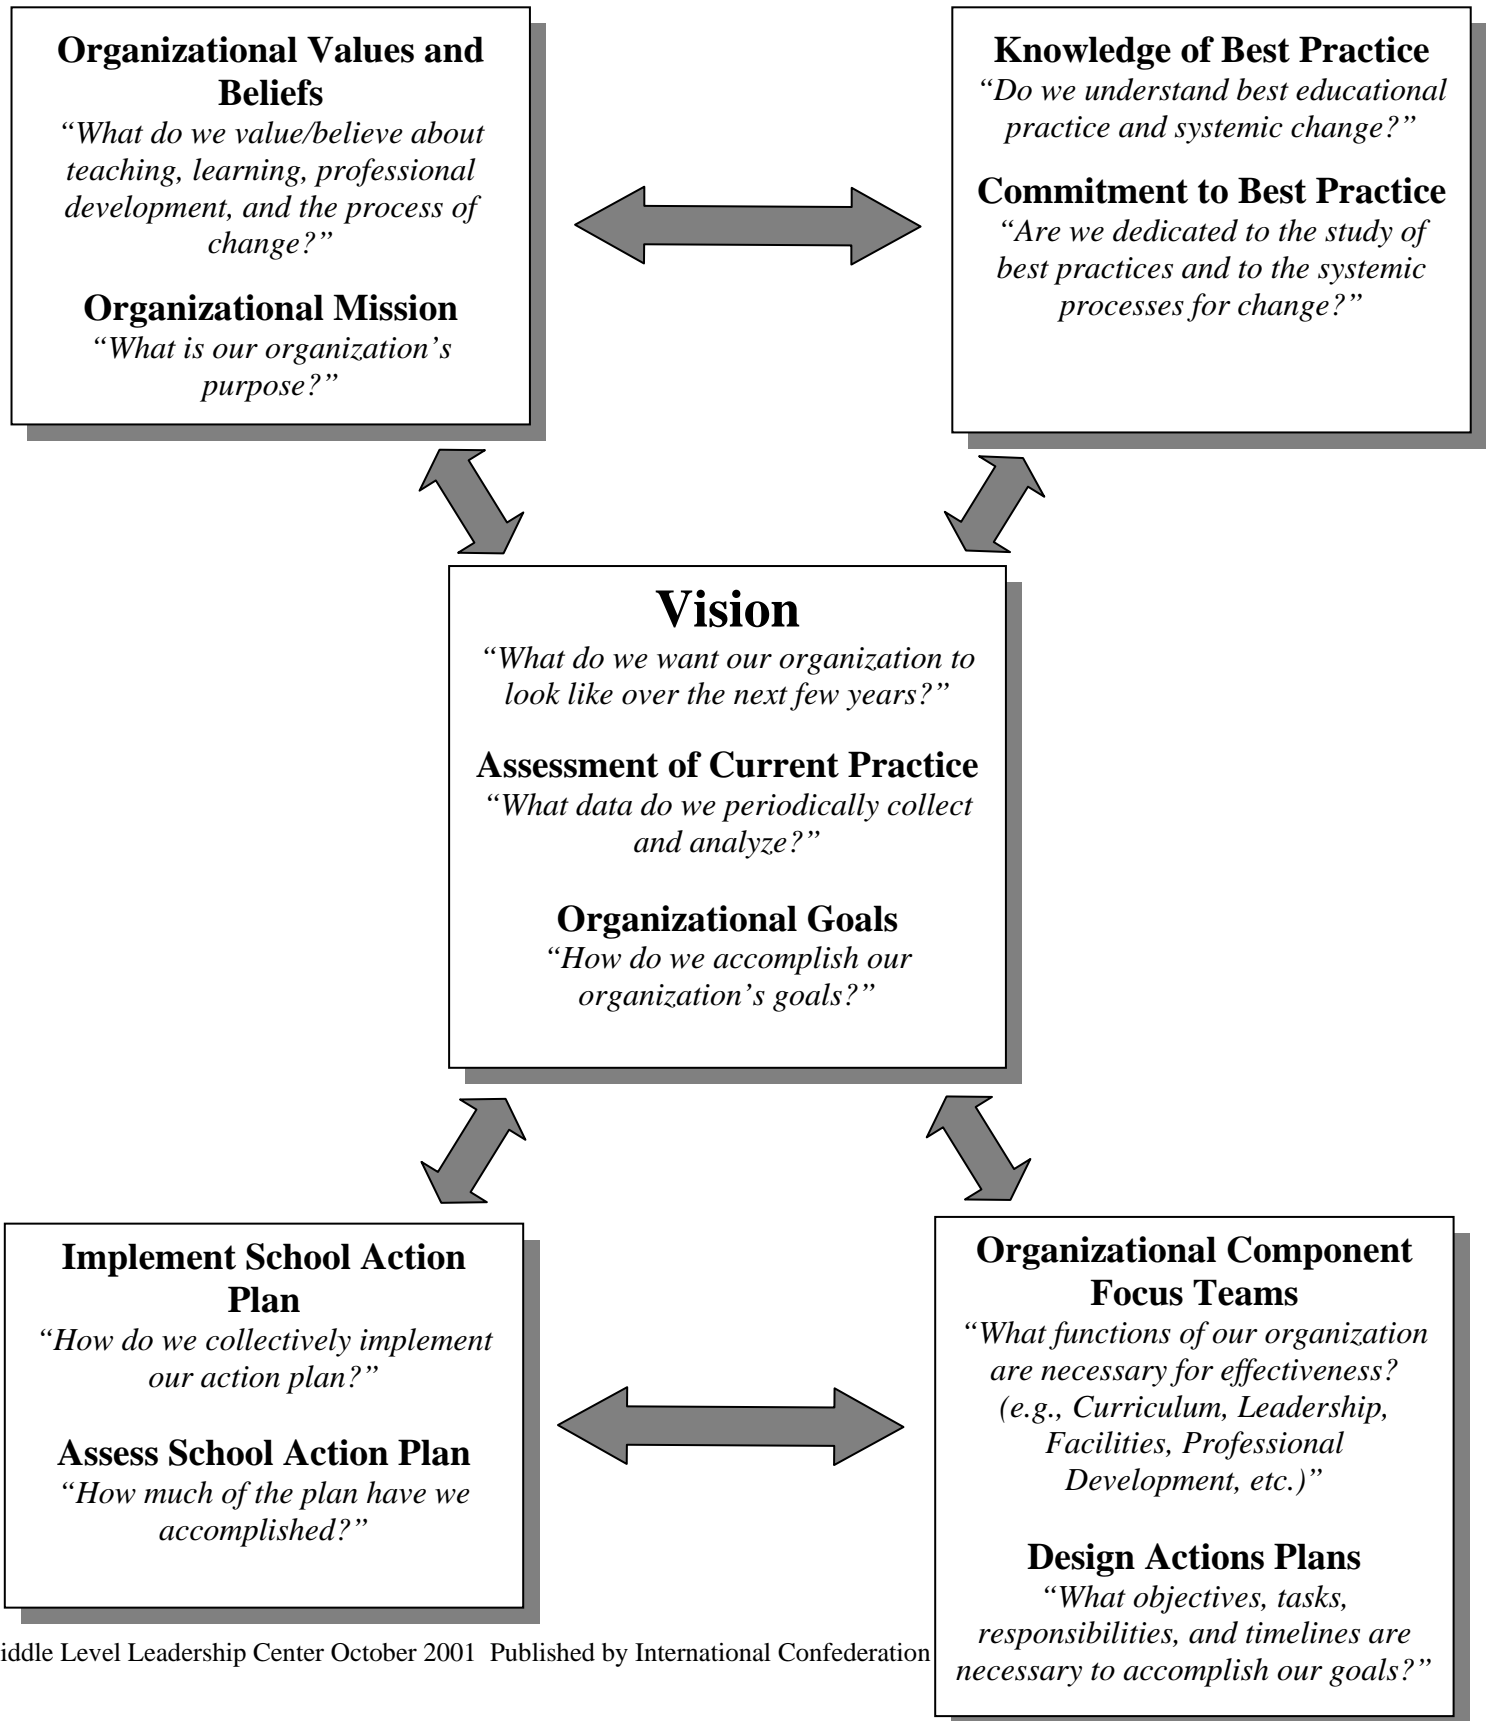 Organizational Values and
Beliefs
“What do we value/believe about
teaching, learning, professional
development, and the process of
change?”
Organizational Mission
“What is our organization’s
purpose?”
Knowledge of Best Practice
“Do we understand best educational
practice and systemic change?”
Commitment to Best Practice
“Are we dedicated to the study of
best practices and to the systemic
processes for change?”
Vision
“What do we want our organization to
look like over the next few years?”
Assessment of Current Practice
“What data do we periodically collect
and analyze?”
Organizational Goals
“How do we accomplish our
organization’s goals?”
Implement School Action
Plan
“How do we collectively implement
our action plan?”
Assess School Action Plan
“How much of the plan have we
accomplished?”
Organizational Component
Focus Teams
“What functions of our organization
are necessary for effectiveness?
(e.g., Curriculum, Leadership,
Facilities, Professional
Development, etc.)”
Design Actions Plans
“What objectives, tasks,
responsibilities, and timelines are
necessary to accomplish our goals?”
iddle Level Leadership Center October 2001 Published by International Confederation